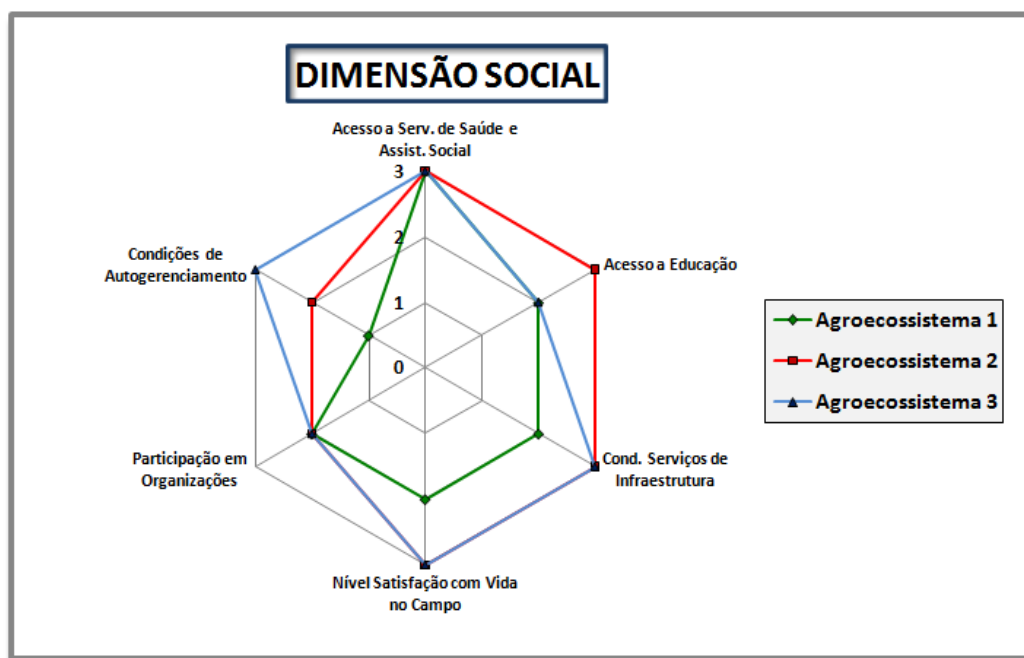 DIMENSÃO SOCIAL
Acesso a Serv. de Saúde e
Assist. Social
3
2
1
0
Acesso a Educação
Cond. Serviços de
Infraestrutura
Nível Satisfação com Vida
no Campo
Participação em
Organizações
Condições de
Autogerenciamento
Agroecossistema 1
Agroecossistema 2
Agroecossistema 3